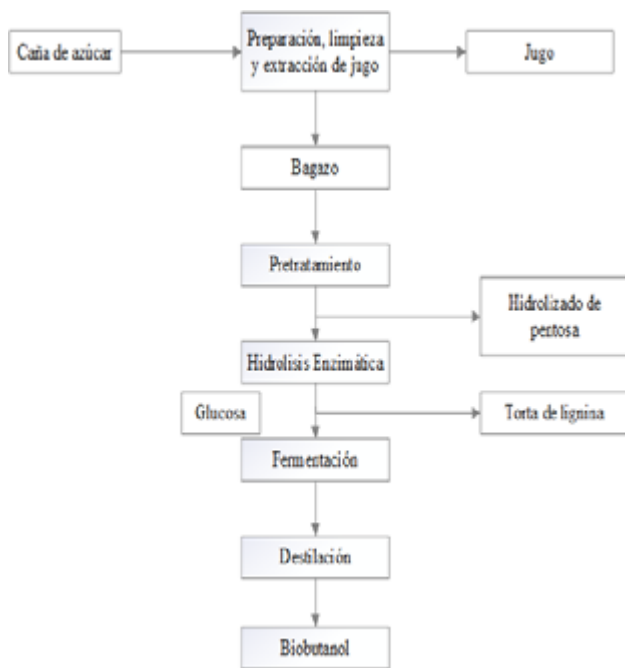 Caña de azúcar
Preparación, limpieza
y extracción de jugo
Jugo
Bagazo
Pretratamiento
Hidrolizado de
pentosa
Hidrólisis Enzimática
Glucosa
Torta de lignina
Fermentación
Destilación
Biobutanol